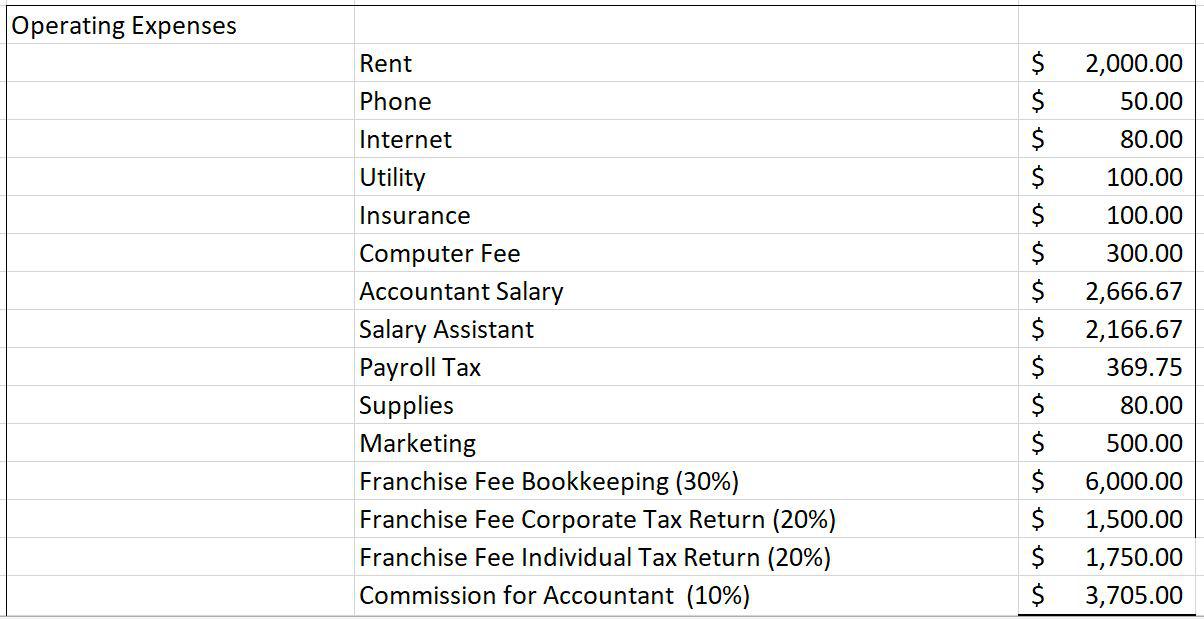 Operating Expenses
Rent $ 2,000.00
Phone $ 50.00
Internet $ 80.00
Utility $ 100.00
Insurance $ 100.00
Computer Fee $ 300.00
Accountant Salary $ 2,666.67
Salary Assistant $ 2,166.67
Payroll Tax $ 369.75
Supplies $ 80.00
Marketing $ 500.00
Franchise Fee Bookkeeping (30%) $ 6,000.00
Franchise Fee Corporate Tax Return (20%) $ 1,500.00
Franchise Fee Individual Tax Return (20%) $ 1,750.00
Commission for Accountant  (10%) $ 3,705.00